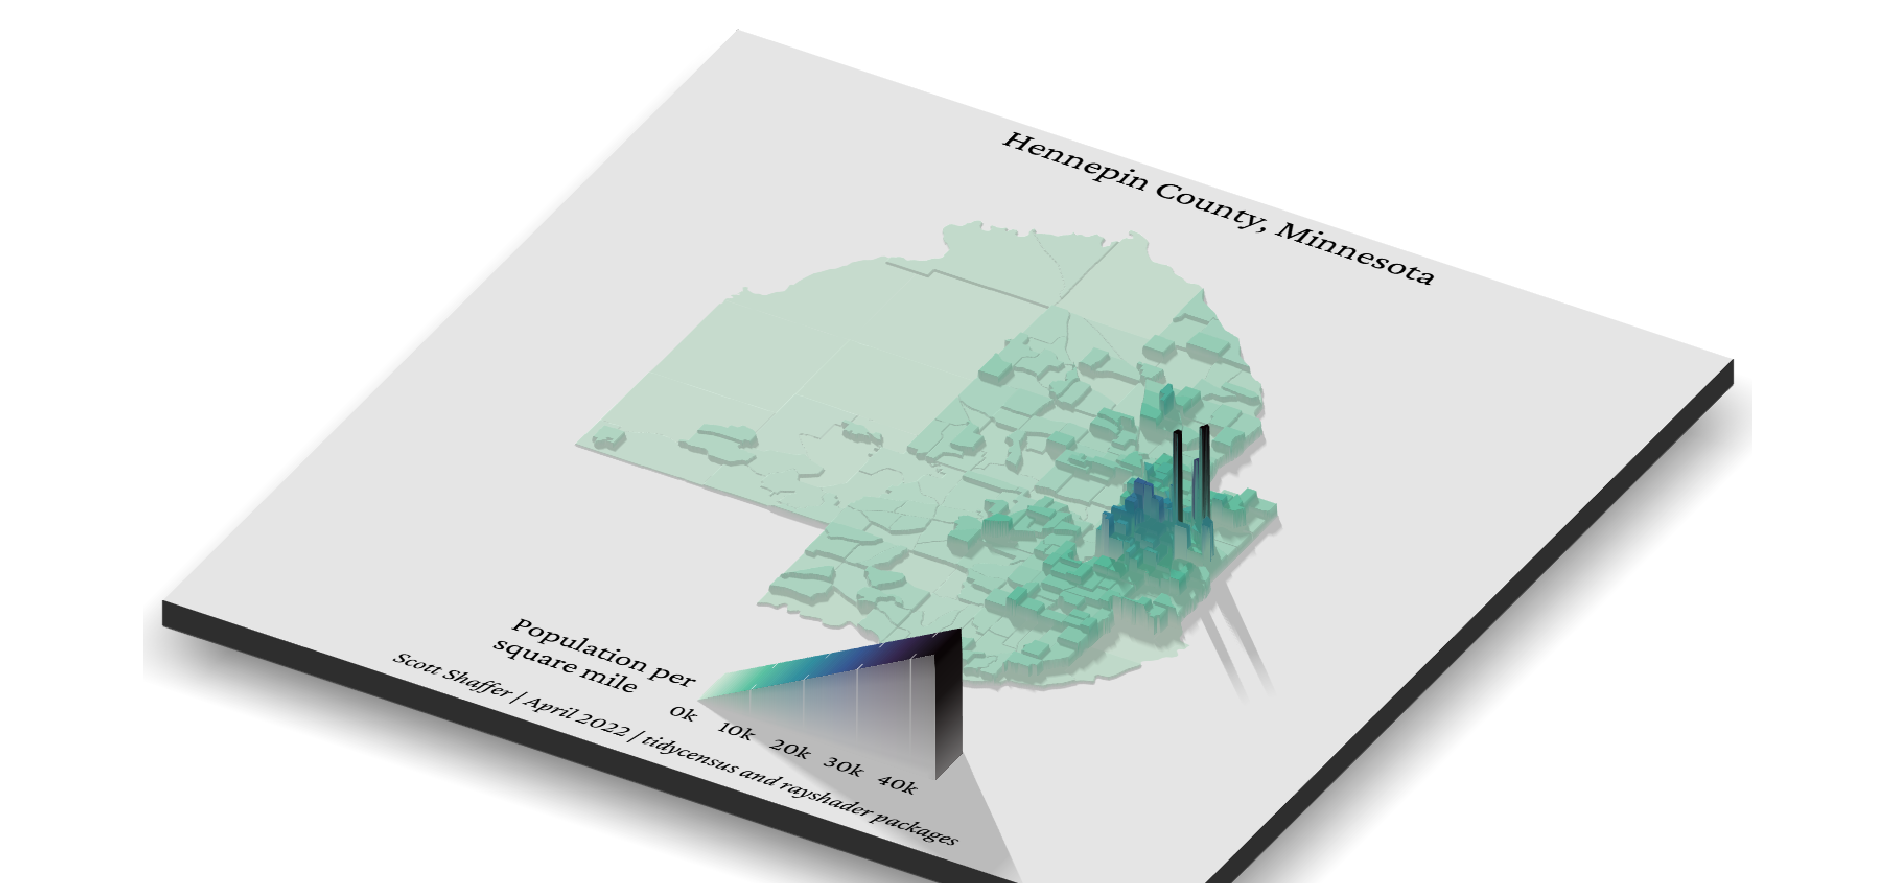 Hennepin County, Minnesota
Population per
square mile
0k 10k 20k 30k 40k
Scott Shaffer | April 2022 | tidycensus and rayshader packages